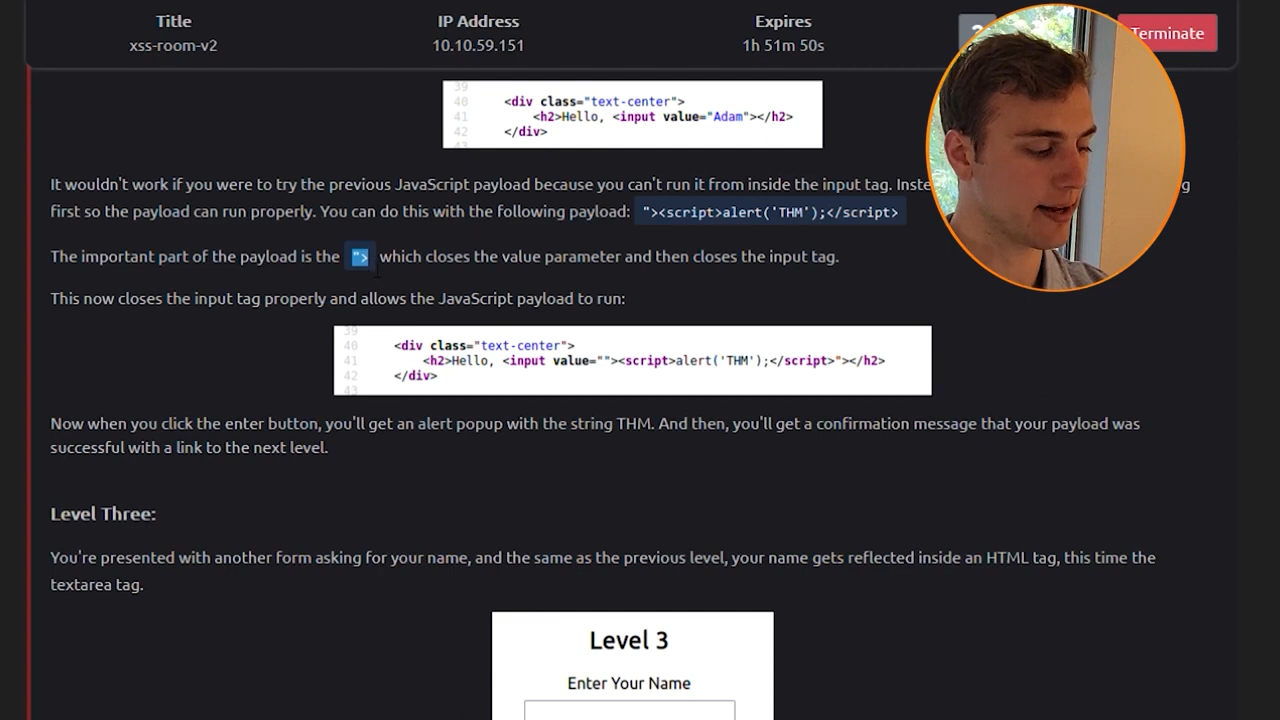 Title
IP Address
Expires
xss-room-v2
10.10.59.151
1h 51m 50s
Terminate
39
40 <div class="text-center">
41 <h2>Hello, <input value="Adam"></h2>
42 </div>
43
It wouldn't work if you were to try the previous JavaScript payload because you can't run it from inside the input tag.
first so the payload can run properly. You can do this with the following payload: "><script>alert('THM');</script>
The important part of the payload is the "> which closes the value parameter and then closes the input tag.
This now closes the input tag properly and allows the JavaScript payload to run:
39
40 <div class="text-center">
41 <h2>Hello, <input value=""><script>alert('THM');</script>"></h2>
42 </div>
43
Now when you click the enter button, you'll get an alert popup with the string THM. And then, you'll get a confirmation message that your payload was
successful with a link to the next level.
Level Three:
You're presented with another form asking for your name, and the same as the previous level, your name gets reflected inside an HTML tag, this time the
textarea tag.
Level 3
Enter Your Name